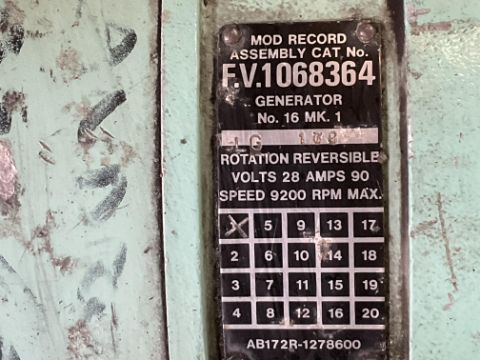 MOD RECORD
ASSEMBLY CAT. No.
F.V.1068364
GENERATOR
No. 16 MK. 1
LG
ROTATION REVERSIBLE
VOLTS 28 AMPS 90
SPEED 9200 RPM MAX.
5 9 13 17
2 6 10 14 18
3 7 11 15 19
4 8 12 16 20
AB172R-1278600